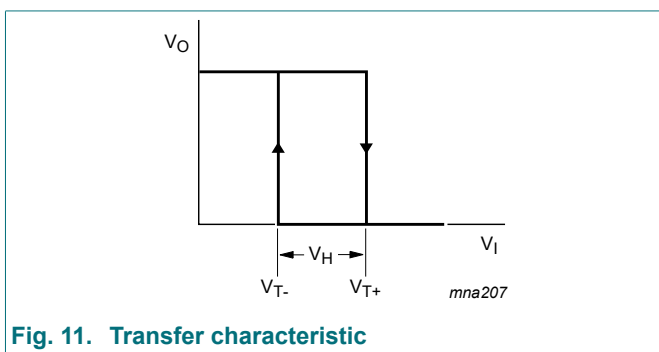 VO
VH
VI
VT-
VT+
mna207
Fig. 11. Transfer characteristic